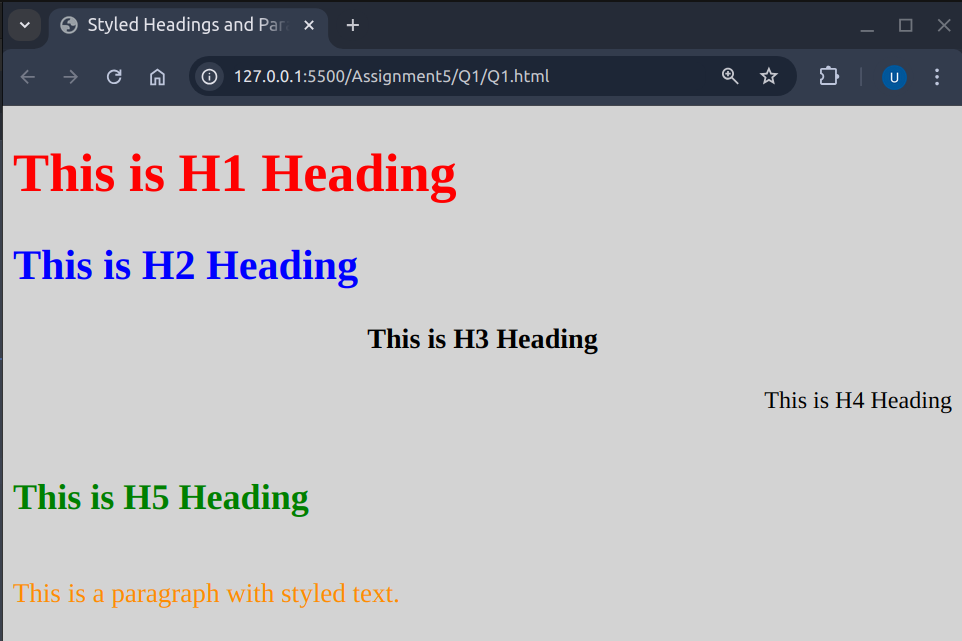 Styled Headings and Par
127.0.0.1:5500/Assignment5/Q1/Q1.html
U
This is H1 Heading
This is H2 Heading
This is H3 Heading
This is H4 Heading
This is H5 Heading
This is a paragraph with styled text.